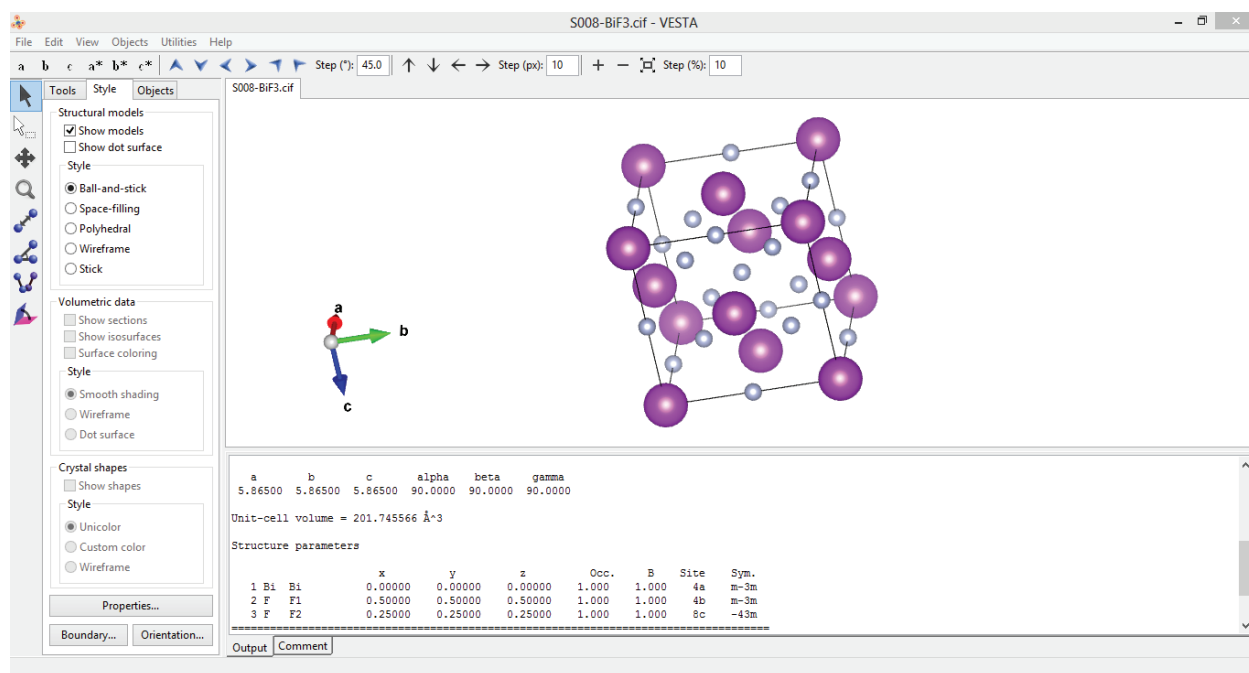 S008-BiF3.cif - VESTA
File Edit View Objects Utilities Help
a b c a* b* c* Step (°): 45.0 Step (px): 10 Step (%): 10
Tools Style Objects
S008-BiF3.cif
Structural models
Show models
Show dot surface
Style
Ball-and-stick
Space-filling
Polyhedral
Wireframe
Stick
Volumetric data
Show sections
Show isosurfaces
Surface coloring
Style
Smooth shading
Wireframe
Dot surface
Crystal shapes
Show shapes
Style
Unicolor
Custom color
Wireframe
Properties...
Boundary... Orientation...
a
b
c
a b c alpha beta gamma
5.86500 5.86500 5.86500 90.0000 90.0000 90.0000
Unit-cell volume = 201.745566 Å^3
Structure parameters
x y z Occ. B Site Sym.
1 Bi Bi 0.00000 0.00000 0.00000 1.000 1.000 4a m-3m
2 F F1 0.50000 0.50000 0.50000 1.000 1.000 4b m-3m
3 F F2 0.25000 0.25000 0.25000 1.000 1.000 8c -43m
Output Comment